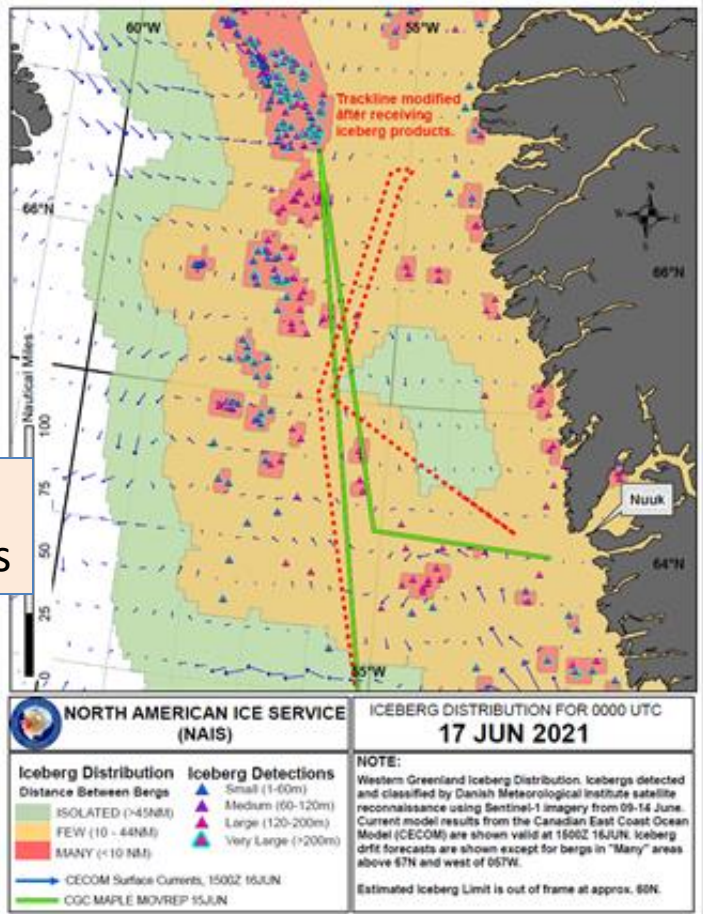 60°W
55°W
Trackline modified
after receiving
iceberg products.
N
W
E
S
66°N
66°N
Nautical Miles
100
75
50
25
0
S
Nuuk
64°N
55°W
NORTH AMERICAN ICE SERVICE
(NAIS)
ICEBERG DISTRIBUTION FOR 0000 UTC
17 JUN 2021
Iceberg Distribution
Distance Between Bergs
ISOLATED (>45NM)
FEW (10 - 44NM)
MANY (<10 NM)
Iceberg Detections
Small (1-60m)
Medium (60-120m)
Large (120-200m)
Very Large (>200m)
CECOM Surface Currents, 1500Z 16JUN
CGC MAPLE MOVREP 15JUN
NOTE:
Western Greenland Iceberg Distribution. Icebergs detected
and classified by Danish Meteorological Institute satellite
reconnaissance using Sentinel-1 imagery from 09-14 June.
Current model results from the Canadian East Coast Ocean
Model (CECOM) are shown valid at 1500Z 16JUN. Iceberg
drfit forecasts are shown except for bergs in "Many" areas
above 67N and west of 057W.
Estimated Iceberg Limit is out of frame at approx. 60N.